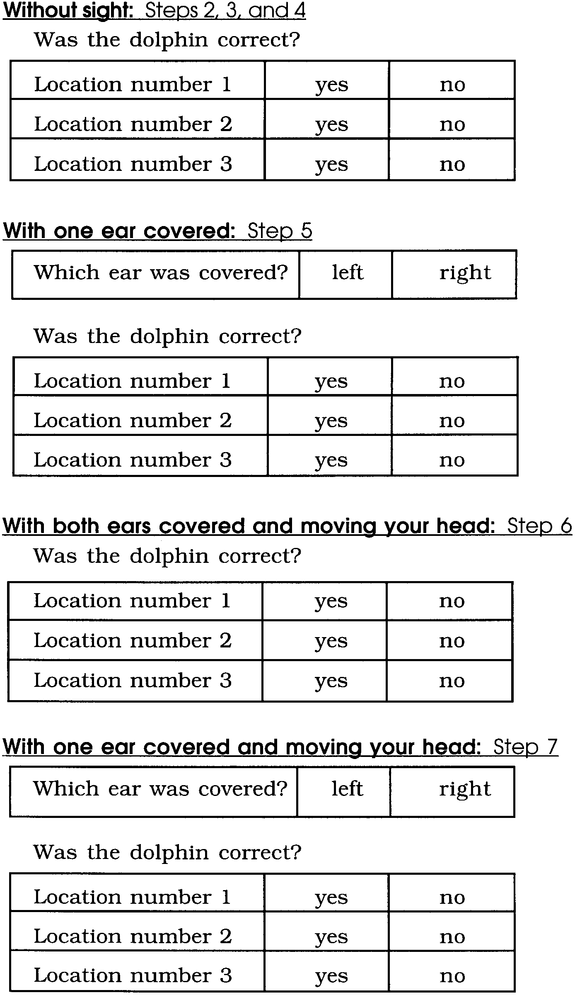 Without sight: Steps 2, 3, and 4
Was the dolphin correct?
Location number 1 yes no
Location number 2 yes no
Location number 3 yes no
With one ear covered: Step 5
Which ear was covered? left right
Was the dolphin correct?
Location number 1 yes no
Location number 2 yes no
Location number 3 yes no
With both ears covered and moving your head: Step 6
Was the dolphin correct?
Location number 1 yes no
Location number 2 yes no
Location number 3 yes no
With one ear covered and moving your head: Step 7
Which ear was covered? left right
Was the dolphin correct?
Location number 1 yes no
Location number 2 yes no
Location number 3 yes no